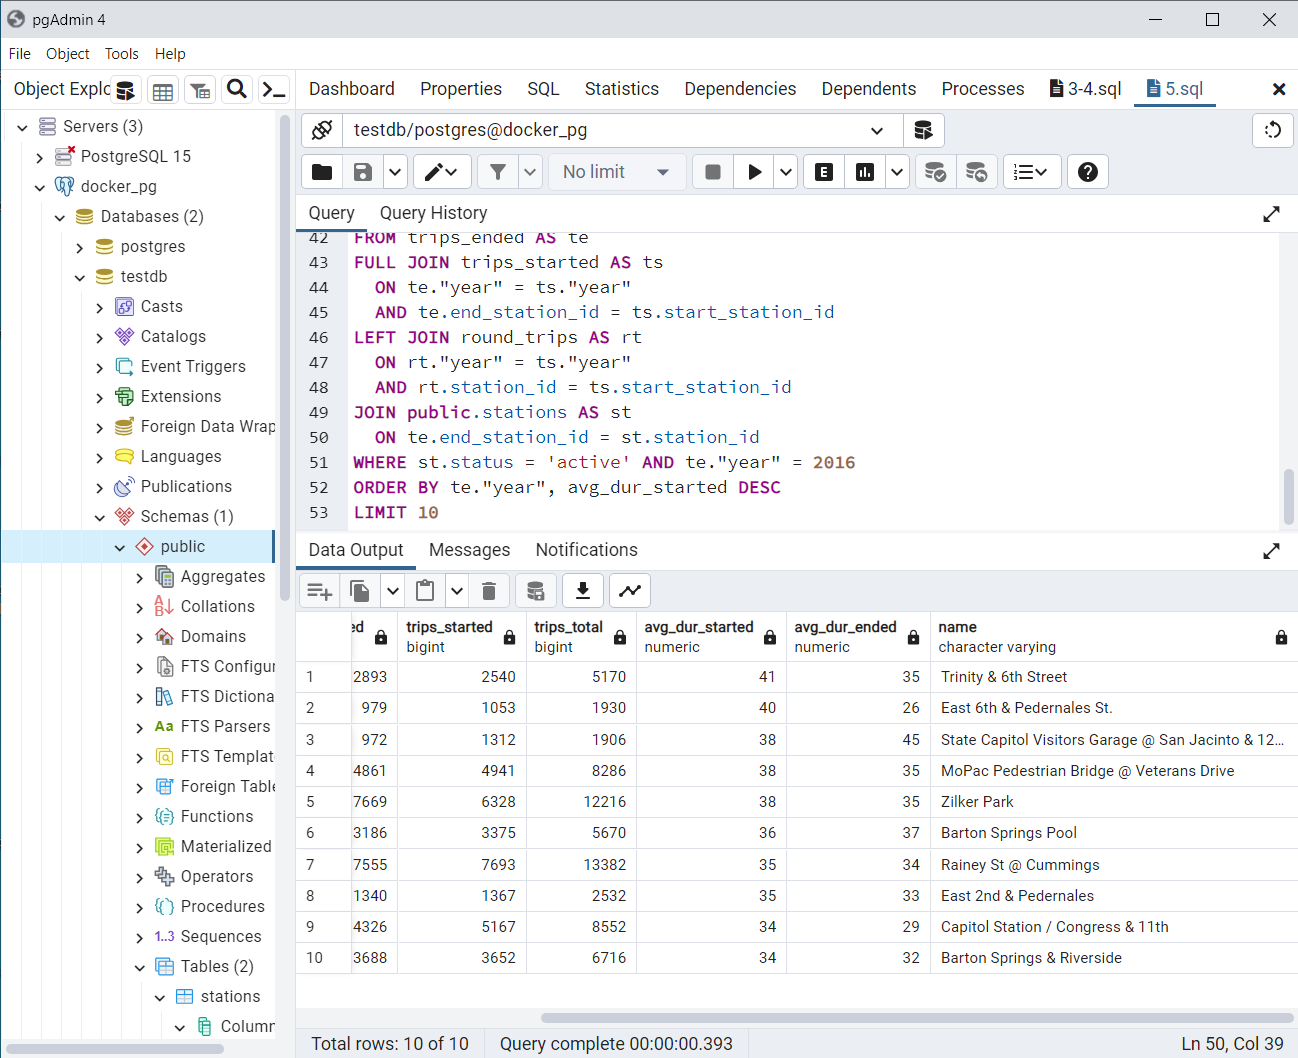 pgAdmin 4
File Object Tools Help
Object Explo
Dashboard Properties SQL Statistics Dependencies Dependents Processes 3-4.sql 5.sql
Servers (3)
PostgreSQL 15
docker_pg
Databases (2)
postgres
testdb
Casts
Catalogs
Event Triggers
Extensions
Foreign Data Wrap
Languages
Publications
Schemas (1)
public
Aggregates
Collations
Domains
FTS Configur
FTS Dictiona
FTS Parsers
FTS Templat
Foreign Table
Functions
Materialized
Operators
Procedures
1..3 Sequences
Tables (2)
stations
Column
testdb/postgres@docker_pg
No limit
E
Query Query History
42 FROM trips_ended AS te
43 FULL JOIN trips_started AS ts
44 ON te."year" = ts."year"
45 AND te.end_station_id = ts.start_station_id
46 LEFT JOIN round_trips AS rt
47 ON rt."year" = ts."year"
48 AND rt.station_id = ts.start_station_id
49 JOIN public.stations AS st
50 ON te.end_station_id = st.station_id
51 WHERE st.status = 'active' AND te."year" = 2016
52 ORDER BY te."year", avg_dur_started DESC
53 LIMIT 10
Data Output Messages Notifications
ed trips_started trips_total avg_dur_started avg_dur_ended name
bigint bigint numeric numeric character varying
1 2893 2540 5170 41 35 Trinity & 6th Street
2 979 1053 1930 40 26 East 6th & Pedernales St.
3 972 1312 1906 38 45 State Capitol Visitors Garage @ San Jacinto & 12...
4 4861 4941 8286 38 35 MoPac Pedestrian Bridge @ Veterans Drive
5 7669 6328 12216 38 35 Zilker Park
6 3186 3375 5670 36 37 Barton Springs Pool
7 7555 7693 13382 35 34 Rainey St @ Cummings
8 1340 1367 2532 35 33 East 2nd & Pedernales
9 4326 5167 8552 34 29 Capitol Station / Congress & 11th
10 3688 3652 6716 34 32 Barton Springs & Riverside
Total rows: 10 of 10 Query complete 00:00:00.393 Ln 50, Col 39